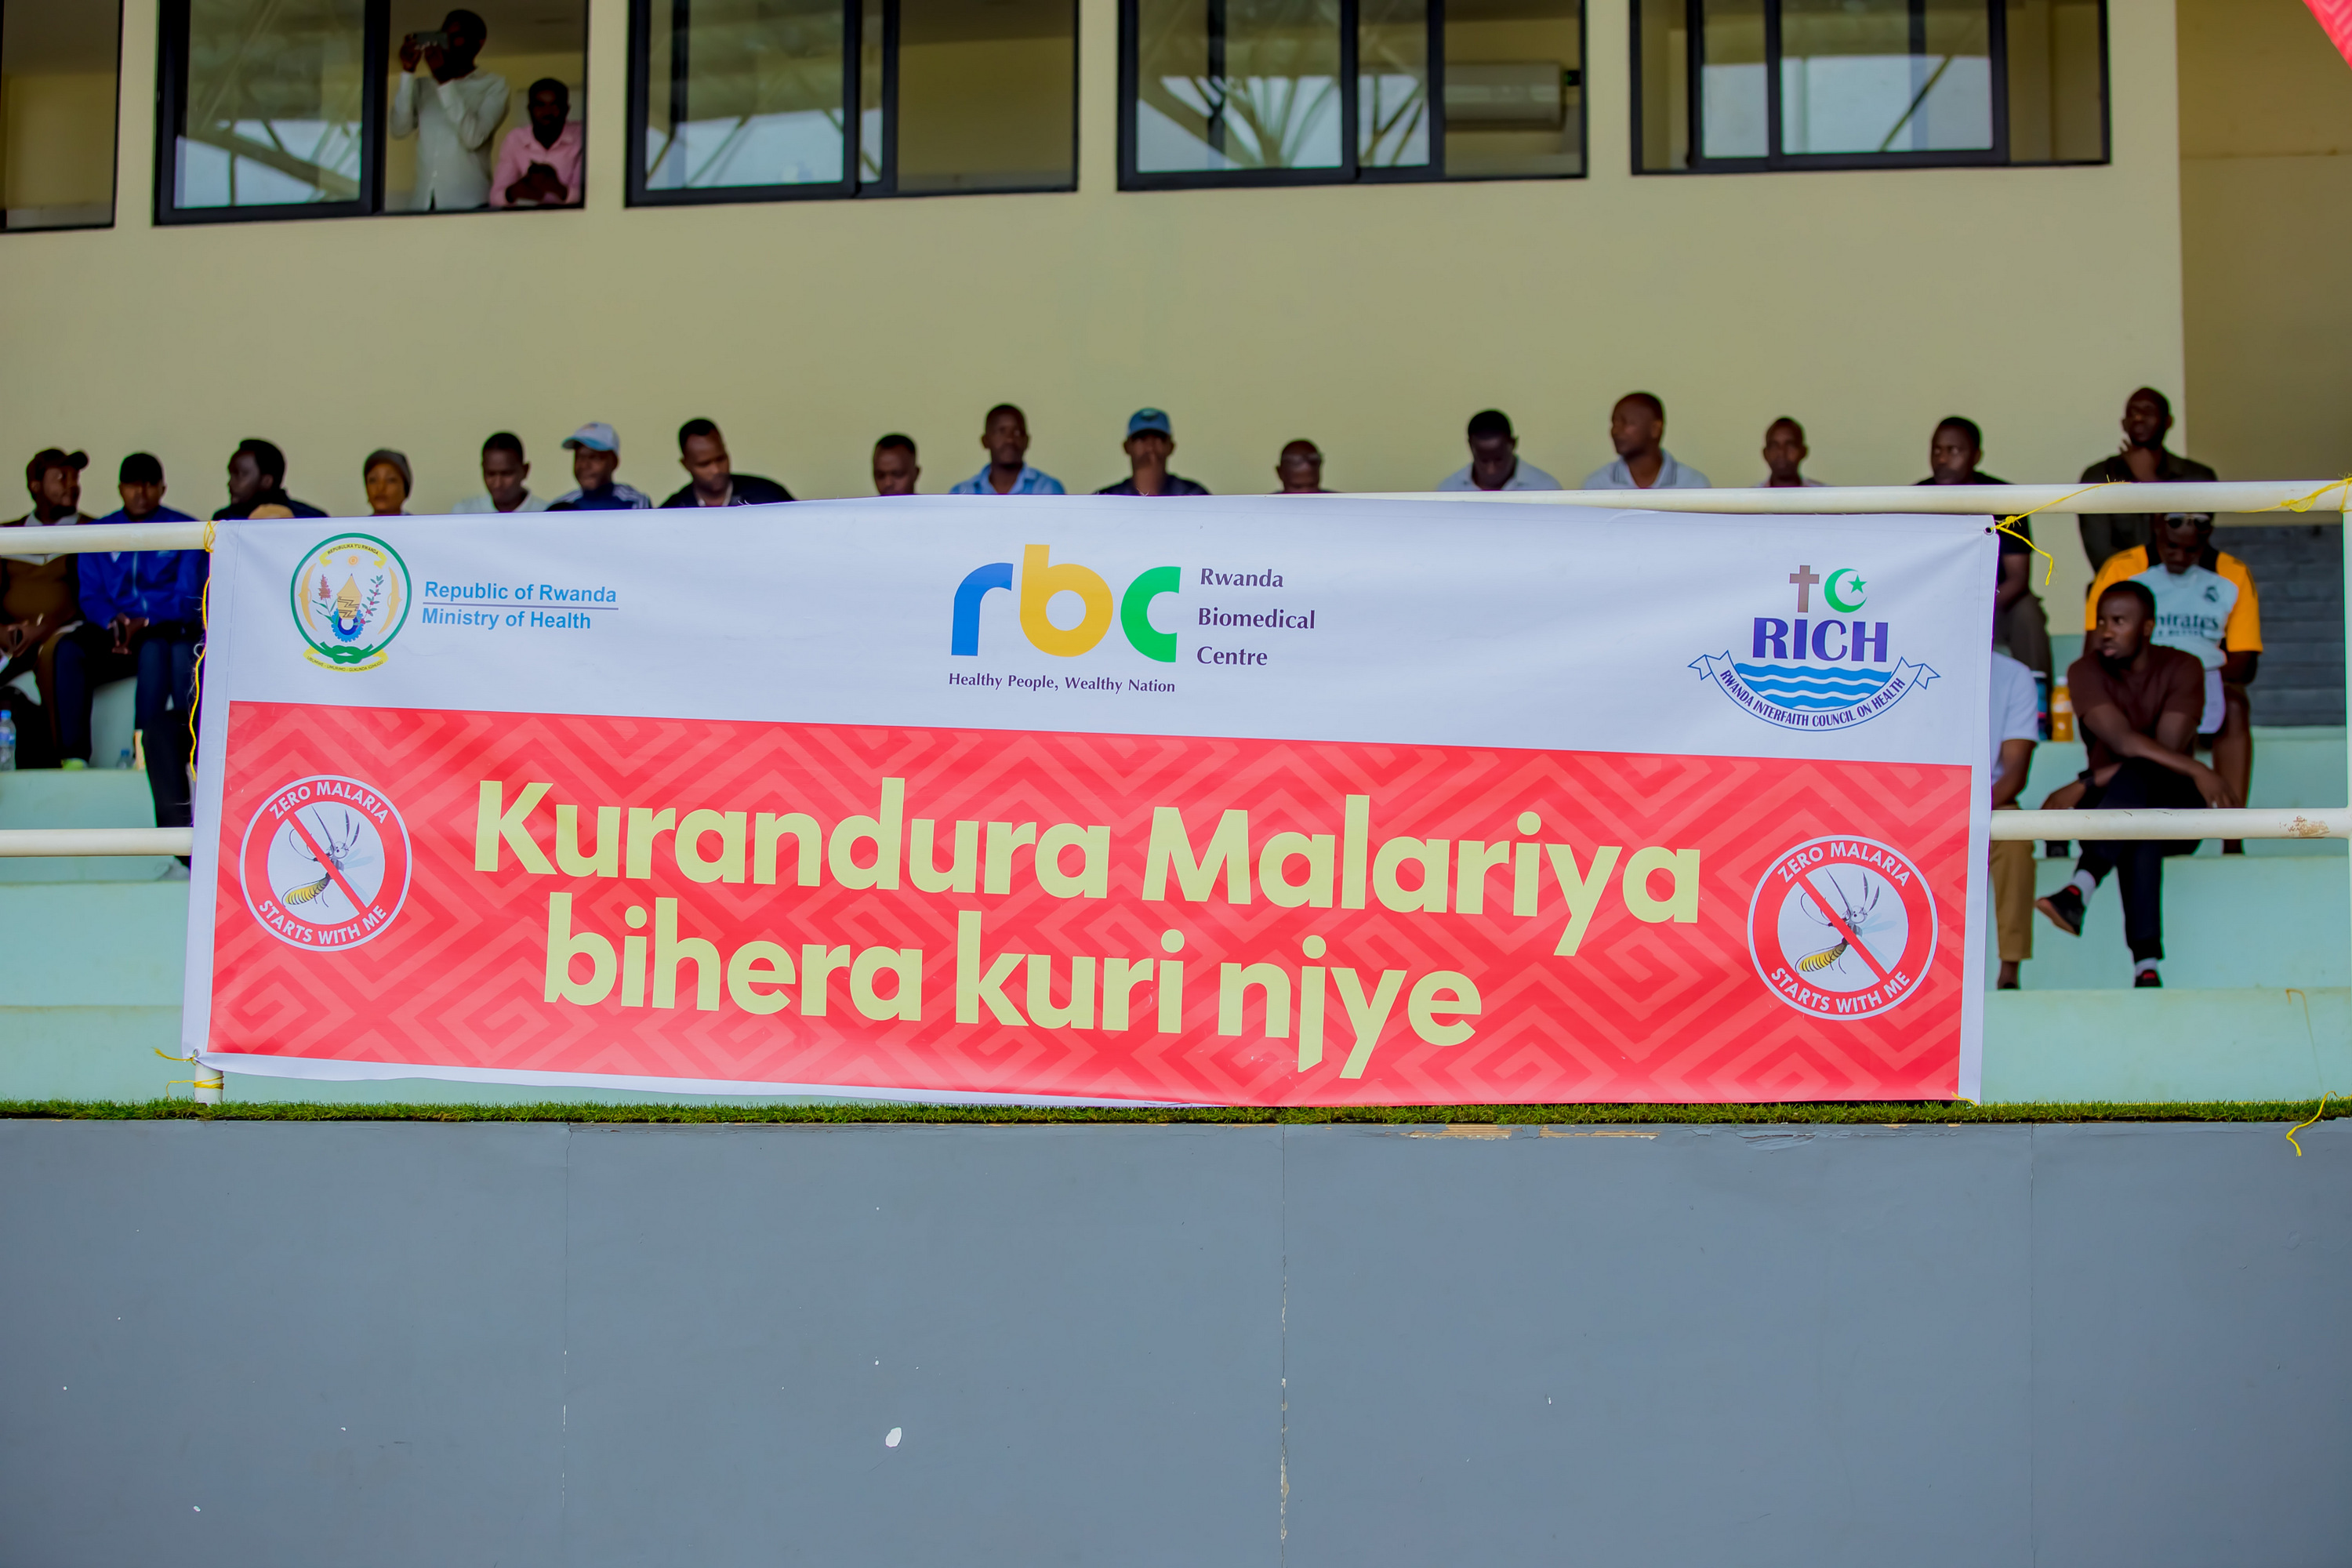 Republic of Rwanda
Ministry of Health
rbc
Rwanda
Biomedical
Centre
Healthy People, Wealthy Nation
RICH
RWANDA INTERFAITH COUNCIL ON HEALTH
ZERO MALARIA
STARTS WITH ME
Kurandura Malariya
bihera kuri njye
ZERO MALARIA
STARTS WITH ME